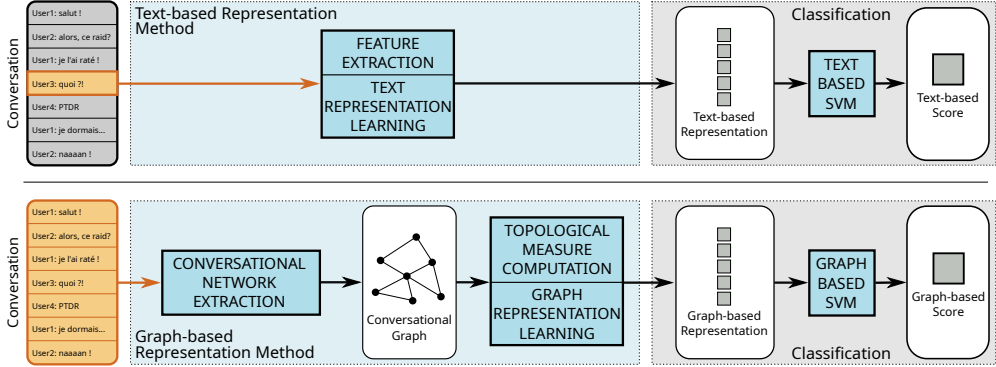 Conversation
User1: salut !
User2: alors, ce raid?
User1: je l'ai raté !
User3: quoi ?!
User4: PTDR
User1: je dormais...
User2: naaaan !
Text-based Representation
Method
FEATURE
EXTRACTION
TEXT
REPRESENTATION
LEARNING
Classification
Text-based
Representation
TEXT
BASED
SVM
Text-based
Score
Conversation
User1: salut !
User2: alors, ce raid?
User1: je l'ai raté !
User3: quoi ?!
User4: PTDR
User1: je dormais...
User2: naaaan !
CONVERSATIONAL
NETWORK
EXTRACTION
Graph-based
Representation Method
Conversational
Graph
TOPOLOGICAL
MEASURE
COMPUTATION
GRAPH
REPRESENTATION
LEARNING
Graph-based
Representation
GRAPH
BASED
SVM
Graph-based
Score
Classification